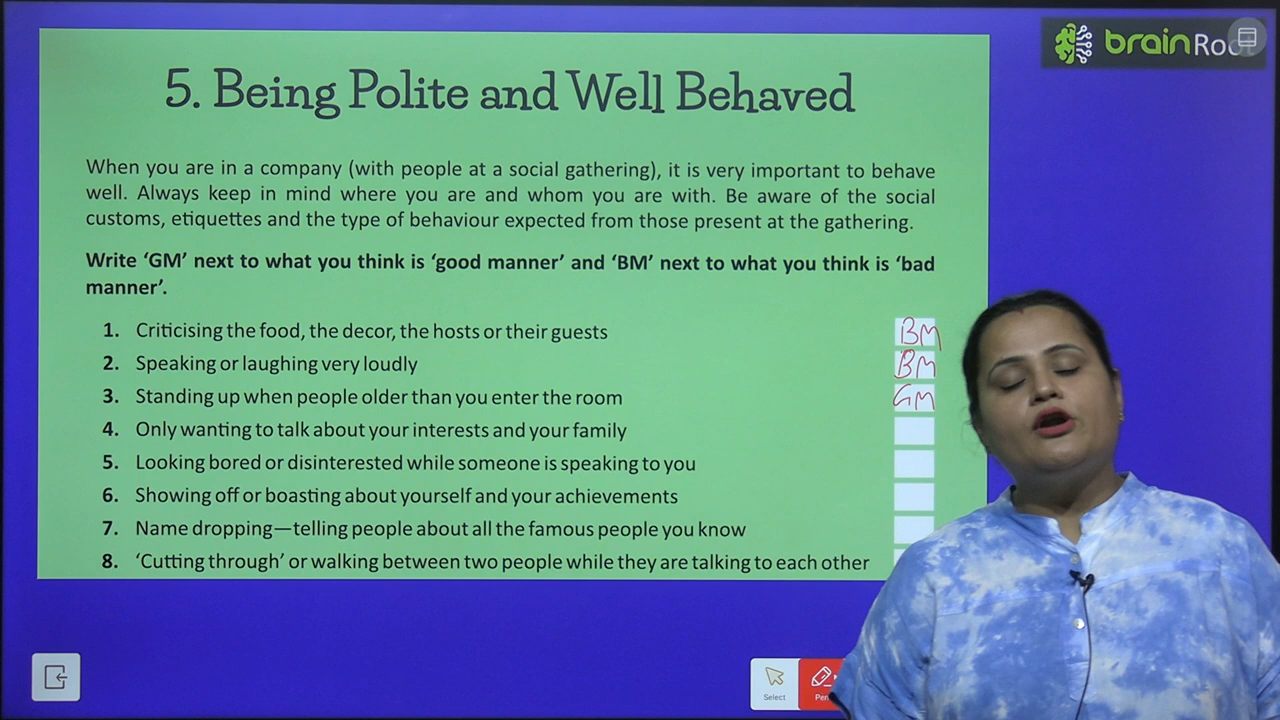 brainRoot
5. Being Polite and Well Behaved
When you are in a company (with people at a social gathering), it is very important to behave
well. Always keep in mind where you are and whom you are with. Be aware of the social
customs, etiquettes and the type of behaviour expected from those present at the gathering.
Write ‘GM’ next to what you think is ‘good manner’ and ‘BM’ next to what you think is ‘bad
manner’.
1. Criticising the food, the decor, the hosts or their guests BM
2. Speaking or laughing very loudly BM
3. Standing up when people older than you enter the room GM
4. Only wanting to talk about your interests and your family
5. Looking bored or disinterested while someone is speaking to you
6. Showing off or boasting about yourself and your achievements
7. Name dropping—telling people about all the famous people you know
8. ‘Cutting through’ or walking between two people while they are talking to each other
Select Pen